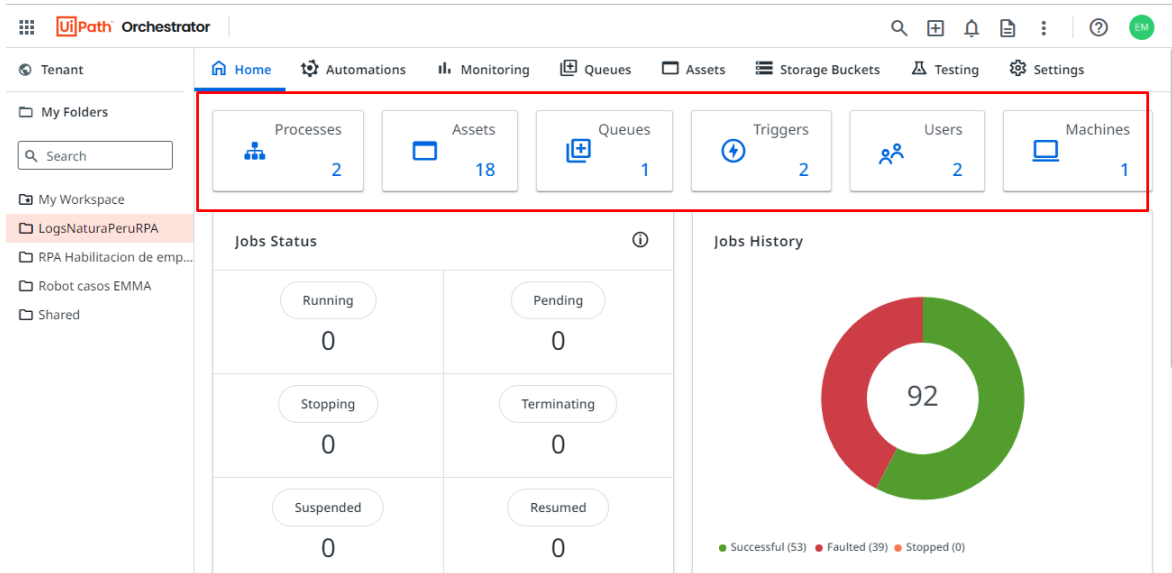 UiPath Orchestrator
EM
Tenant
Home Automations Monitoring Queues Assets Storage Buckets Testing Settings
My Folders
Search
My Workspace
LogsNaturaPeruRPA
RPA Habilitacion de emp...
Robot casos EMMA
Shared
Processes
2
Assets
18
Queues
1
Triggers
2
Users
2
Machines
1
Jobs Status
Running
0
Pending
0
Stopping
0
Terminating
0
Suspended
0
Resumed
0
Jobs History
92
Successful (53) Faulted (39) Stopped (0)